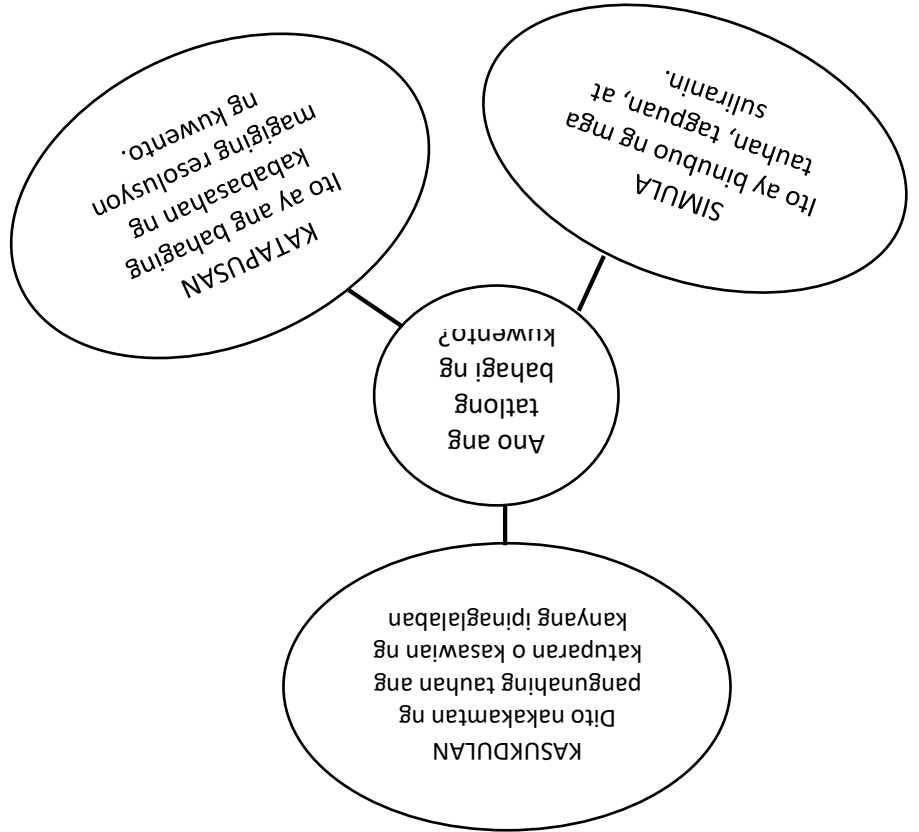 KASUKDULAN
Dito nakakamtan ng
pangunahing tauhan ang
katuparan o kasawian ng
kanyang ipinaglalaban
Ano ang
tatlong
bahagi ng
kuwento?
SIMULA
Ito ay binubuo ng mga
tauhan, tagpuan, at
suliranin.
KATAPUSAN
Ito ay ang bahaging
kababasahan ng
magiging resolusyon
ng kuwento.